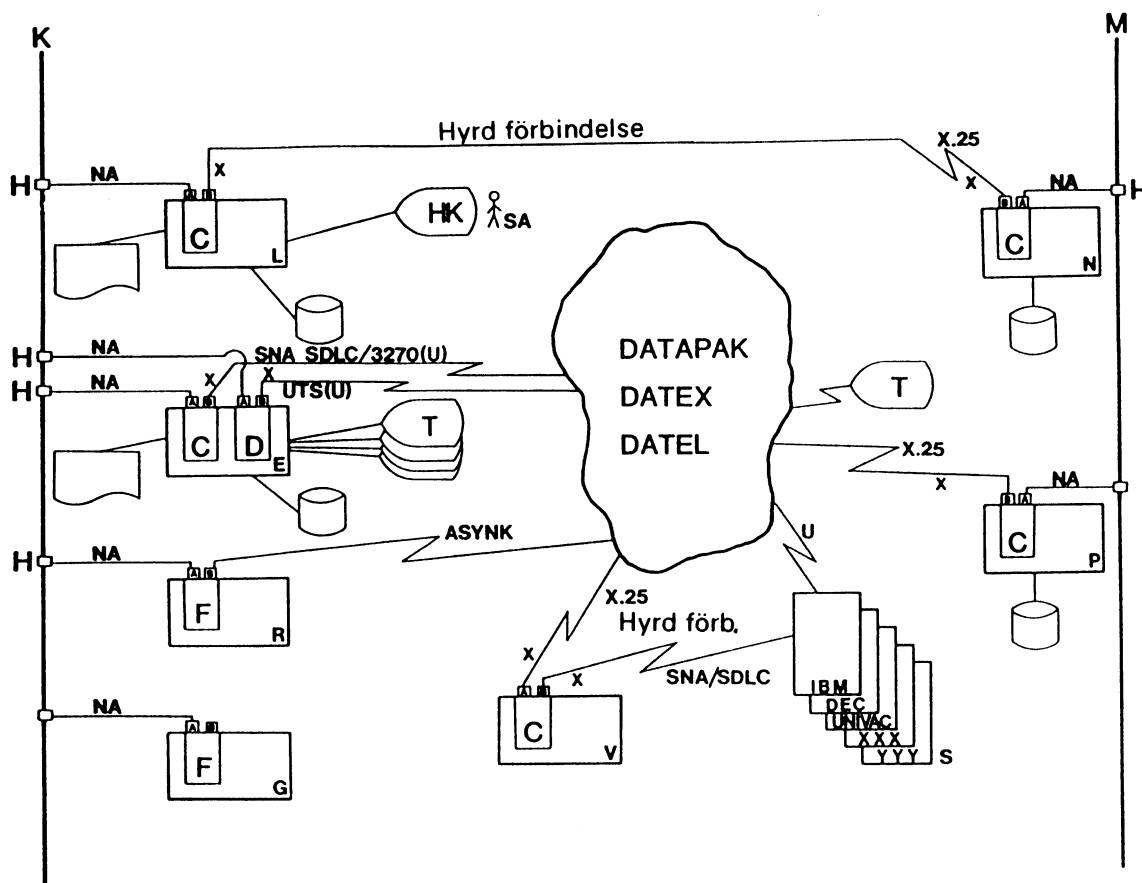 K
M
Hyrd förbindelse
X.25
X
X
H
NA
NA
H
A B
B A
C
L
HK
SA
C
N
H
NA
SNA SDLC/3270(U)
X
X
H
NA
UTS(U)
A B
A B
C
D
E
T
DATAPAK
DATEX
DATEL
T
X.25
X
NA
B A
C
P
H
NA
ASYNK
A B
F
R
U
X.25
Hyrd förb.
X
X
SNA/SDLC
A B
C
V
IBM
DEC
UNIVAC
XXX
YYY
S
NA
A B
F
G